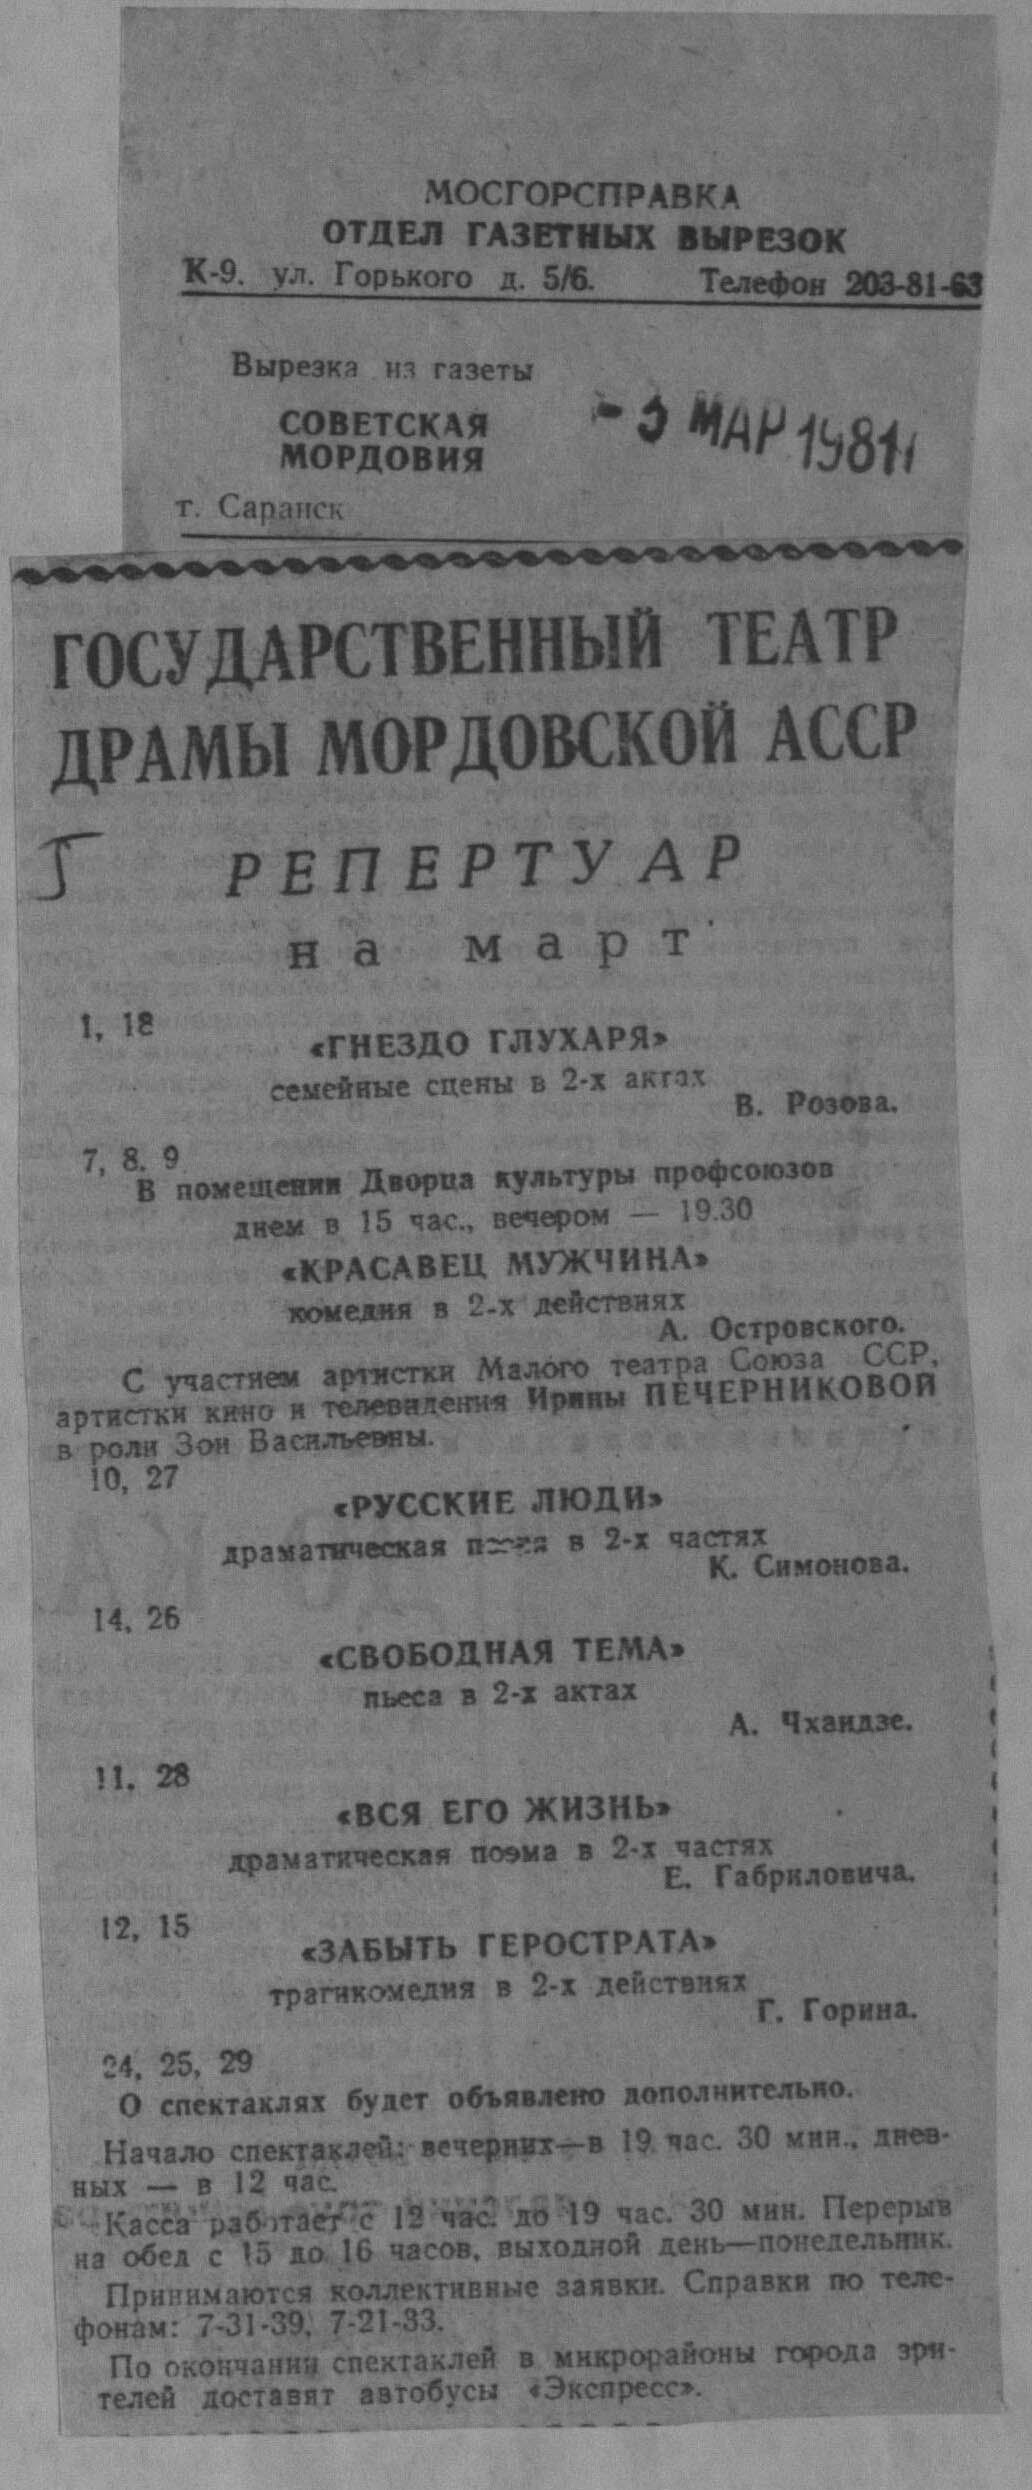 МОСГОРСПРАВКА
ОТДЕЛ ГАЗЕТНЫХ ВЫРЕЗОК
К-9. ул. Горького д. 5/6. Телефон 203-81-63
Вырезка из газеты
СОВЕТСКАЯ
МОРДОВИЯ
- 3 МАР 1981
г. Саранск
ГОСУДАРСТВЕННЫЙ ТЕАТР
ДРАМЫ МОРДОВСКОЙ АССР
РЕПЕРТУАР
на март
1, 18
«ГНЕЗДО ГЛУХАРЯ»
семейные сцены в 2-х актах
В. Розова.
7, 8. 9
В помещении Дворца культуры профсоюзов
днем в 15 час., вечером — 19.30
«КРАСАВЕЦ МУЖЧИНА»
комедия в 2-х действиях
А. Островского.
С участием артистки Малого театра Союза ССР,
артистки кино и телевидения Ирины ПЕЧЕРНИКОВОЙ
в роли Зои Васильевны.
10, 27
«РУССКИЕ ЛЮДИ»
драматическая в 2-х частях
К. Симонова.
14, 26
«СВОБОДНАЯ ТЕМА»
пьеса в 2-х актах
А. Чхаидзе.
11, 28
«ВСЯ ЕГО ЖИЗНЬ»
драматическая поэма в 2-х частях
Е. Габриловича.
12, 15
«ЗАБЫТЬ ГЕРОСТРАТА»
трагикомедия в 2-х действиях
Г. Горина.
24, 25, 29
О спектаклях будет объявлено дополнительно.
Начало спектаклей: вечерних—в 19 час. 30 мин., днев-
ных — в 12 час.
Касса работает с 12 час. до 19 час. 30 мин. Перерыв
на обед с 15 до 16 часов, выходной день—понедельник.
Принимаются коллективные заявки. Справки по теле-
фонам: 7-31-39, 7-21-33.
По окончании спектаклей в микрорайоны города зри-
телей доставят автобусы «Экспресс».